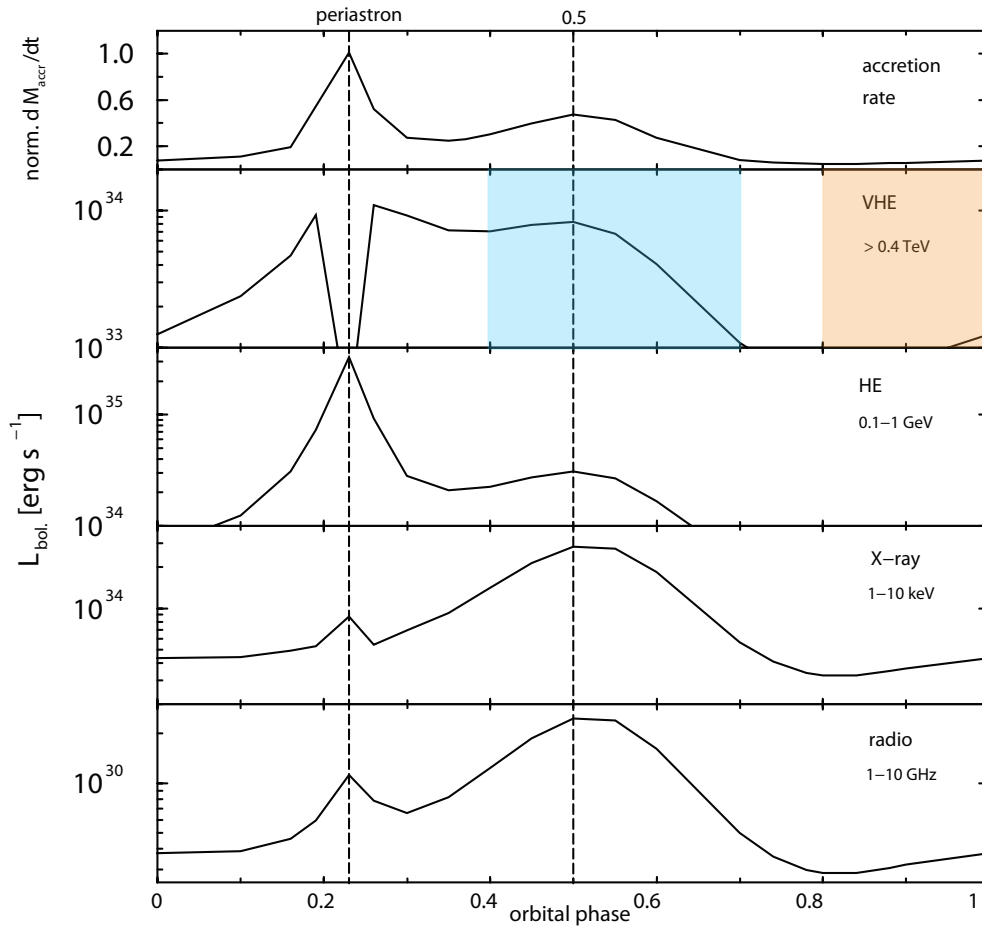 periastron 0.5
norm. d M_accr/dt
1.0
0.6
0.2
accretion
rate
10^34
10^33
VHE
> 0.4 TeV
L_bol. [erg s^−1]
10^35
10^34
HE
0.1−1 GeV
10^34
X−ray
1−10 keV
10^30
radio
1−10 GHz
0 0.2 0.4 0.6 0.8 1
orbital phase